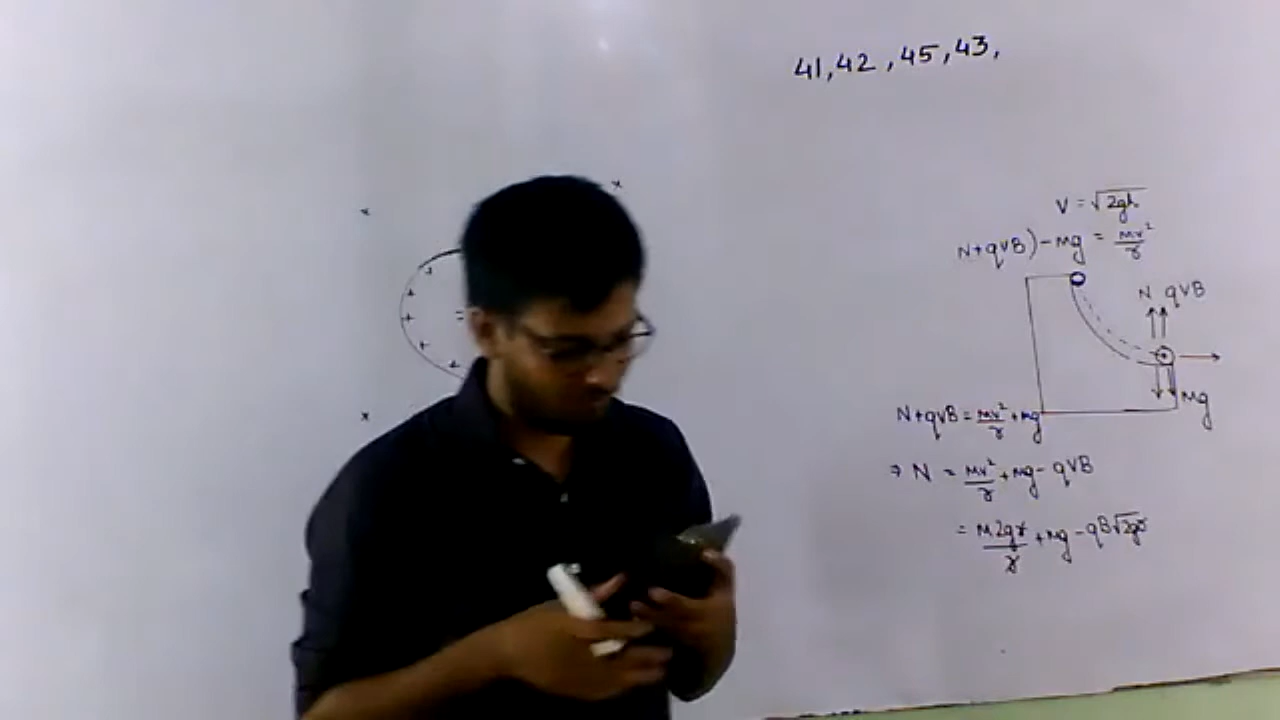 41, 42, 45, 43,
V = √2gh
N+qVB) - Mg = Mv²/r
N qVB
Mg
N+qVB = Mv²/r + Mg
⇒ N = Mv²/r + Mg - qVB
= M2gr/r + Mg - qB√2gr